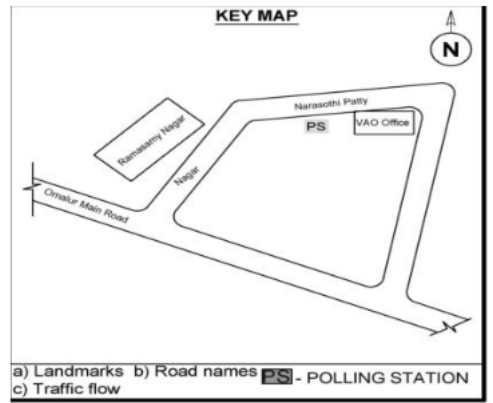 KEY MAP
N
Narasothi Patty
PS
VAO Office
Ramasamy Nagar
Nagar
Omalur Main Road
a) Landmarks b) Road names PS - POLLING STATION
c) Traffic flow